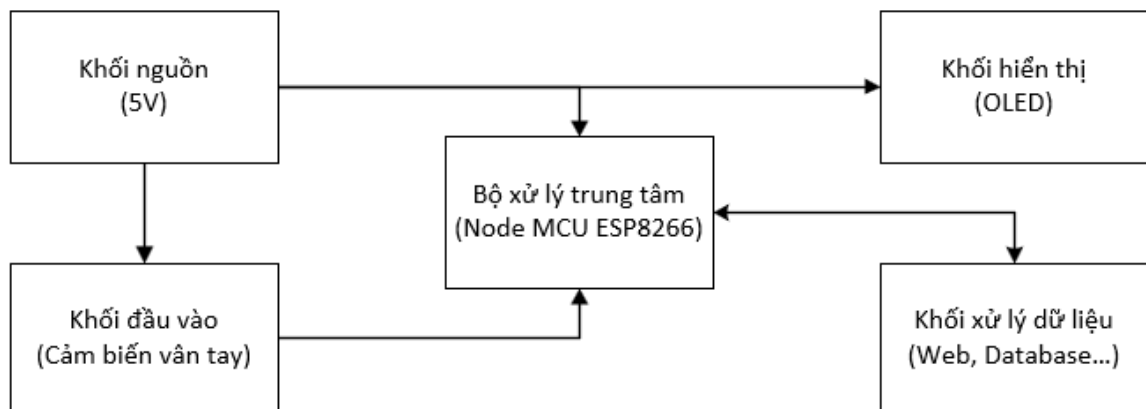 Khối nguồn
(5V)
Khối hiển thị
(OLED)
Bộ xử lý trung tâm
(Node MCU ESP8266)
Khối đầu vào
(Cảm biến vân tay)
Khối xử lý dữ liệu
(Web, Database...)